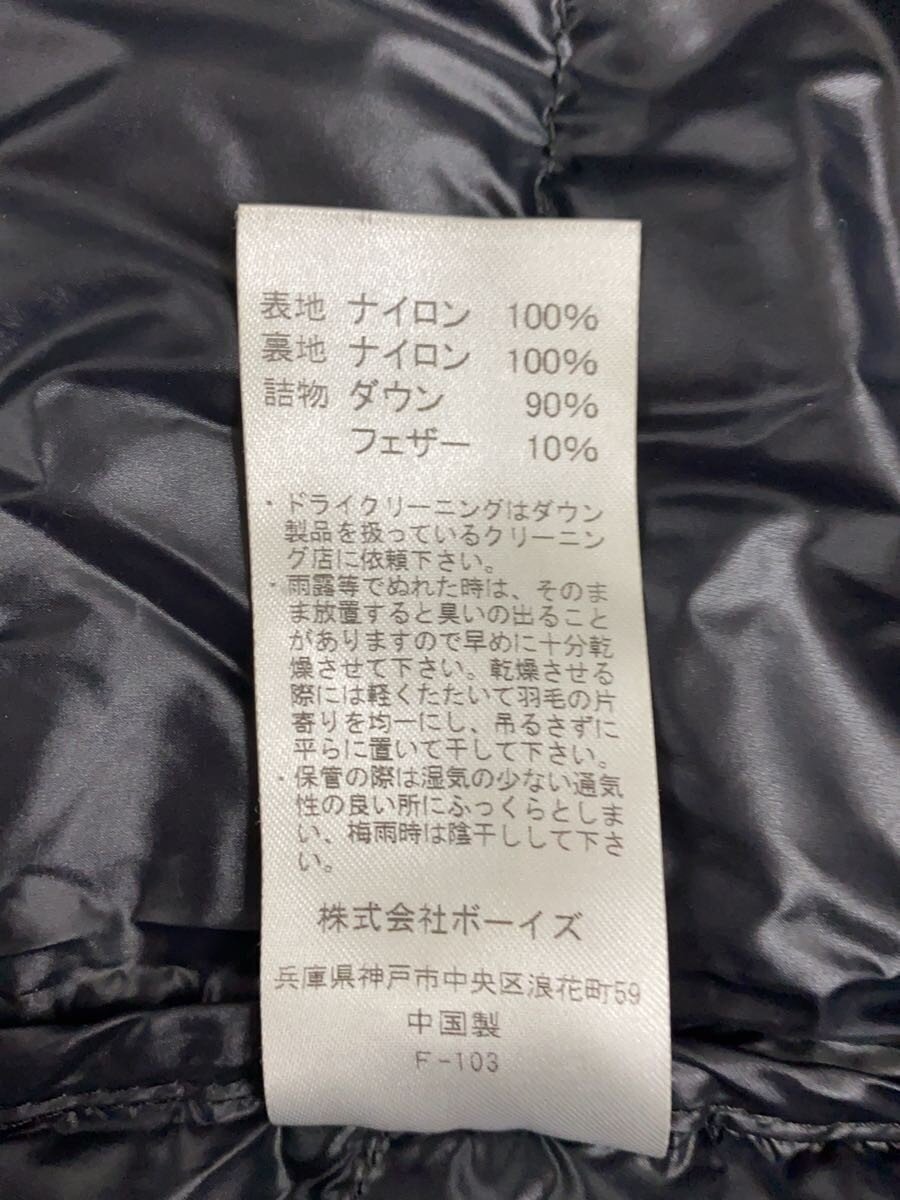 表地 ナイロン 100%
裏地 ナイロン 100%
詰物 ダウン 90%
フェザー 10%
・ドライクリーニングはダウン
製品を扱っているクリーニン
グ店に依頼下さい。
・雨露等でぬれた時は、そのま
ま放置すると臭いの出ること
がありますので早めに十分乾
燥させて下さい。乾燥させる
際には軽くたたいて羽毛の片
寄りを均一にし、吊るさずに
平らに置いて干して下さい。
・保管の際は湿気の少ない通気
性の良い所にふっくらとしま
い、梅雨時は陰干しして下さ
い。
株式会社ボーイズ
兵庫県神戸市中央区浪花町59
中国製
F-103